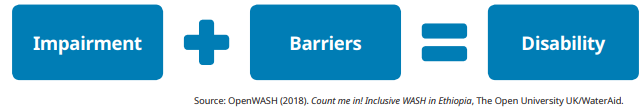 Impairment + Barriers = Disability
Source: OpenWASH (2018). Count me in! Inclusive WASH in Ethiopia, The Open University UK/WaterAid.